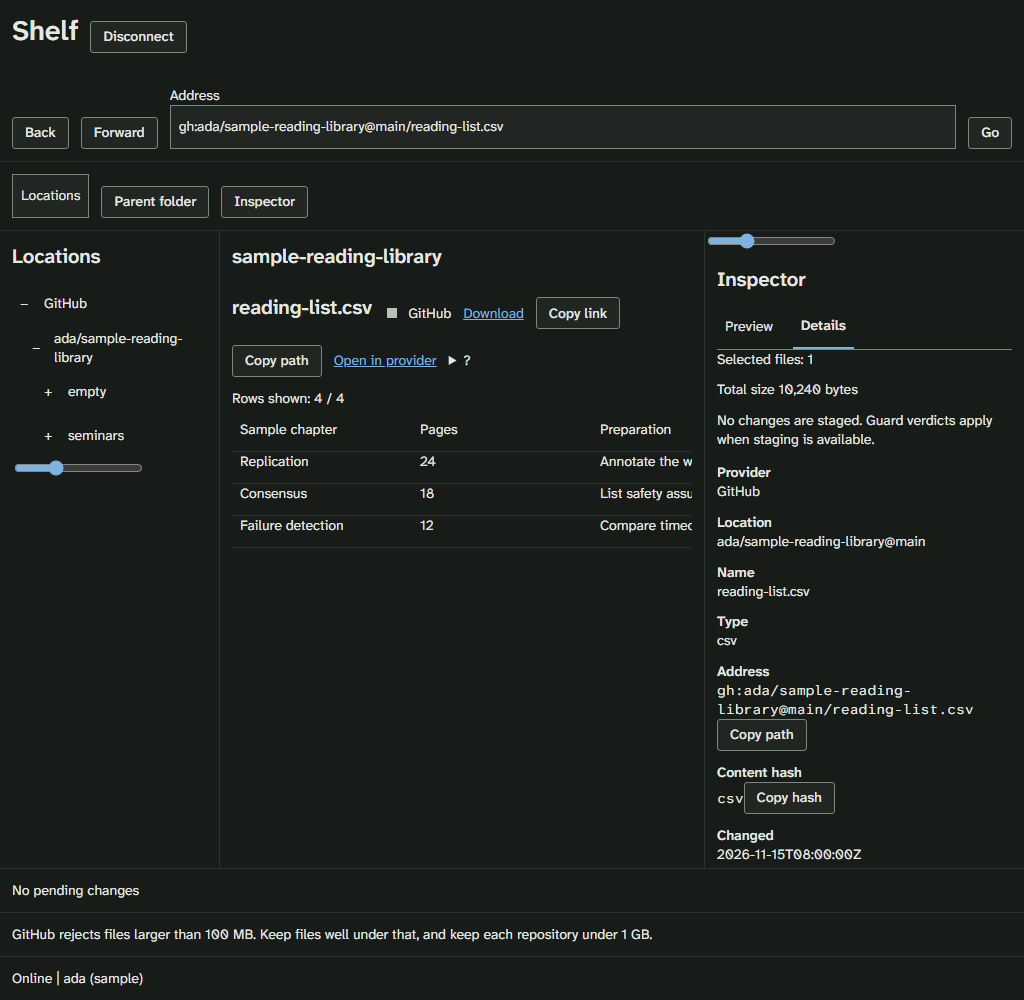 Shelf
Disconnect
Address
Back
Forward
gh:ada/sample-reading-library@main/reading-list.csv
Go
Locations
Parent folder
Inspector
Locations
– GitHub
– ada/sample-reading-
library
+ empty
+ seminars
sample-reading-library
reading-list.csv
GitHub
Download
Copy link
Copy path
Open in provider
?
Rows shown: 4 / 4
Sample chapter Pages Preparation
Replication 24 Annotate the w
Consensus 18 List safety assu
Failure detection 12 Compare timec
Inspector
Preview
Details
Selected files: 1
Total size 10,240 bytes
No changes are staged. Guard verdicts apply
when staging is available.
Provider
GitHub
Location
ada/sample-reading-library@main
Name
reading-list.csv
Type
csv
Address
gh:ada/sample-reading-
library@main/reading-list.csv
Copy path
Content hash
csv
Copy hash
Changed
2026-11-15T08:00:00Z
No pending changes
GitHub rejects files larger than 100 MB. Keep files well under that, and keep each repository under 1 GB.
Online | ada (sample)